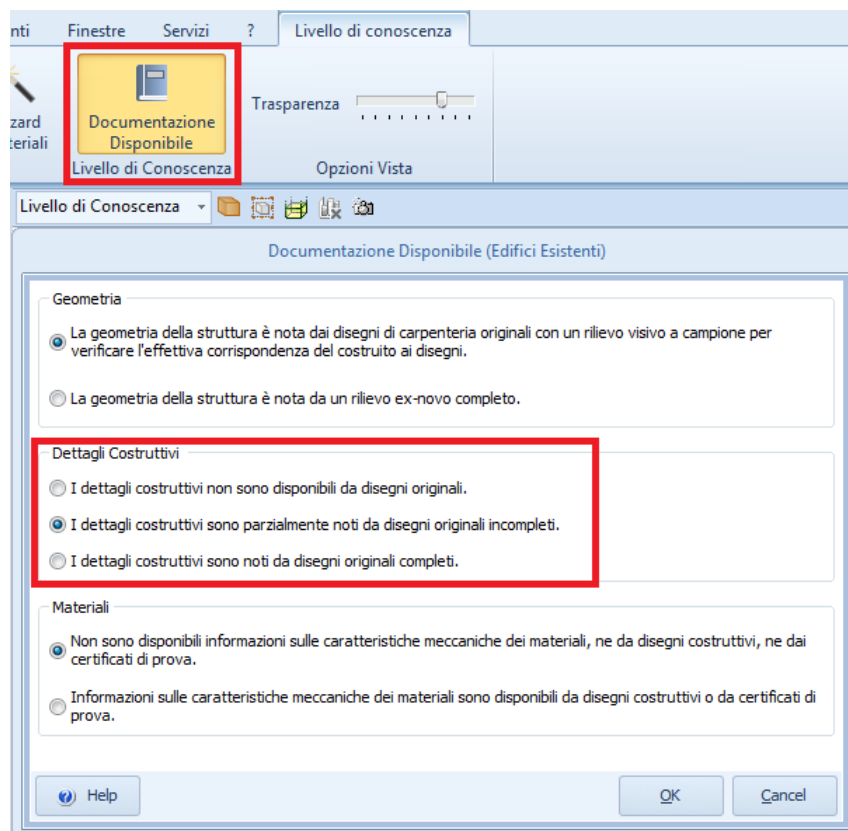 nti Finestre Servizi ? Livello di conoscenza
Trasparenza
zard
teriali
Documentazione
Disponibile
Livello di Conoscenza Opzioni Vista
Livello di Conoscenza
Documentazione Disponibile (Edifici Esistenti)
Geometria
La geometria della struttura è nota dai disegni di carpenteria originali con un rilievo visivo a campione per
verificare l'effettiva corrispondenza del costruito ai disegni.
La geometria della struttura è nota da un rilievo ex-novo completo.
Dettagli Costruttivi
I dettagli costruttivi non sono disponibili da disegni originali.
I dettagli costruttivi sono parzialmente noti da disegni originali incompleti.
I dettagli costruttivi sono noti da disegni originali completi.
Materiali
Non sono disponibili informazioni sulle caratteristiche meccaniche dei materiali, ne da disegni costruttivi, ne dai
certificati di prova.
Informazioni sulle caratteristiche meccaniche dei materiali sono disponibili da disegni costruttivi o da certificati di
prova.
Help OK Cancel